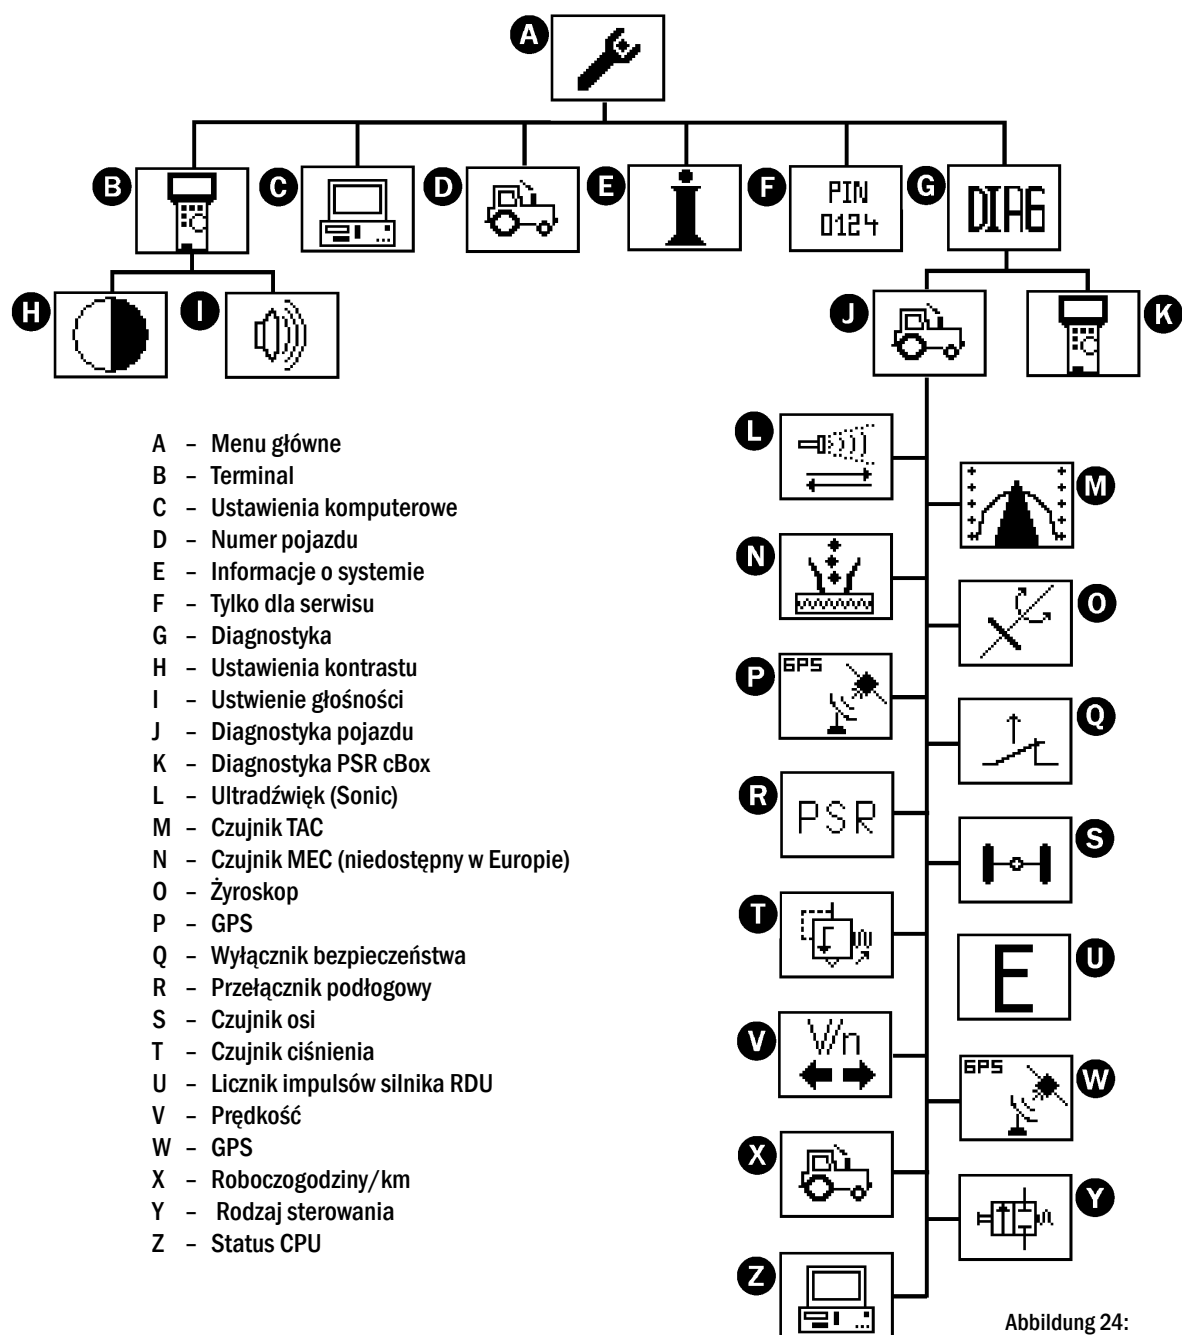 A
B
C
D
E
F
PIN
0124
G
DIAG
H
I
J
K
A – Menu główne
B – Terminal
C – Ustawienia komputerowe
D – Numer pojazdu
E – Informacje o systemie
F – Tylko dla serwisu
G – Diagnostyka
H – Ustawienia kontrastu
I – Ustwienie głośności
J – Diagnostyka pojazdu
K – Diagnostyka PSR cBox
L – Ultradźwięk (Sonic)
M – Czujnik TAC
N – Czujnik MEC (niedostępny w Europie)
O – Żyroskop
P – GPS
Q – Wyłącznik bezpieczeństwa
R – Przełącznik podłogowy
S – Czujnik osi
T – Czujnik ciśnienia
U – Licznik impulsów silnika RDU
V – Prędkość
W – GPS
X – Roboczogodziny/km
Y – Rodzaj sterowania
Z – Status CPU
L
M
N
O
P
GPS
Q
R
PSR
S
T
U
E
V
V/n
W
GPS
X
Y
Z
Abbildung 24: